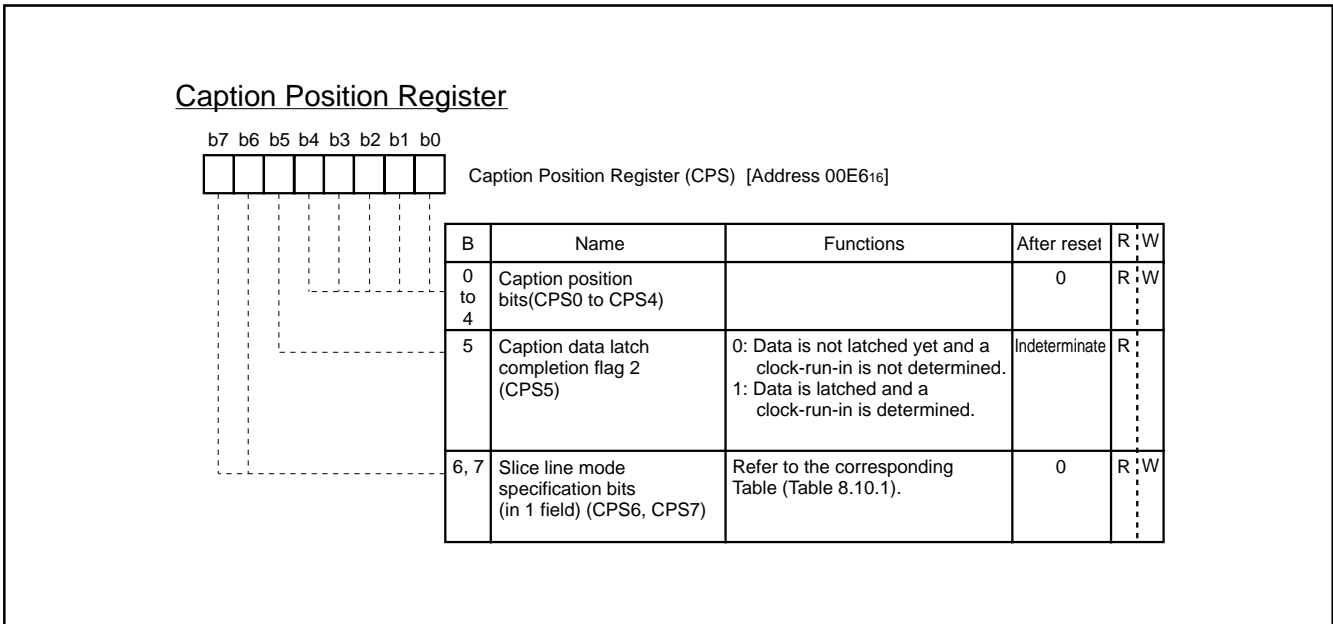 Caption Position Register
b7 b6 b5 b4 b3 b2 b1 b0
Caption Position Register (CPS) [Address 00E616]
B Name Functions After reset R W
0 to 4
Caption position
bits(CPS0 to CPS4)
0 R W
5
Caption data latch
completion flag 2
(CPS5)
0: Data is not latched yet and a
clock-run-in is not determined.
1: Data is latched and a
clock-run-in is determined.
Indeterminate R
6, 7
Slice line mode
specification bits
(in 1 field) (CPS6, CPS7)
Refer to the corresponding
Table (Table 8.10.1).
0 R W